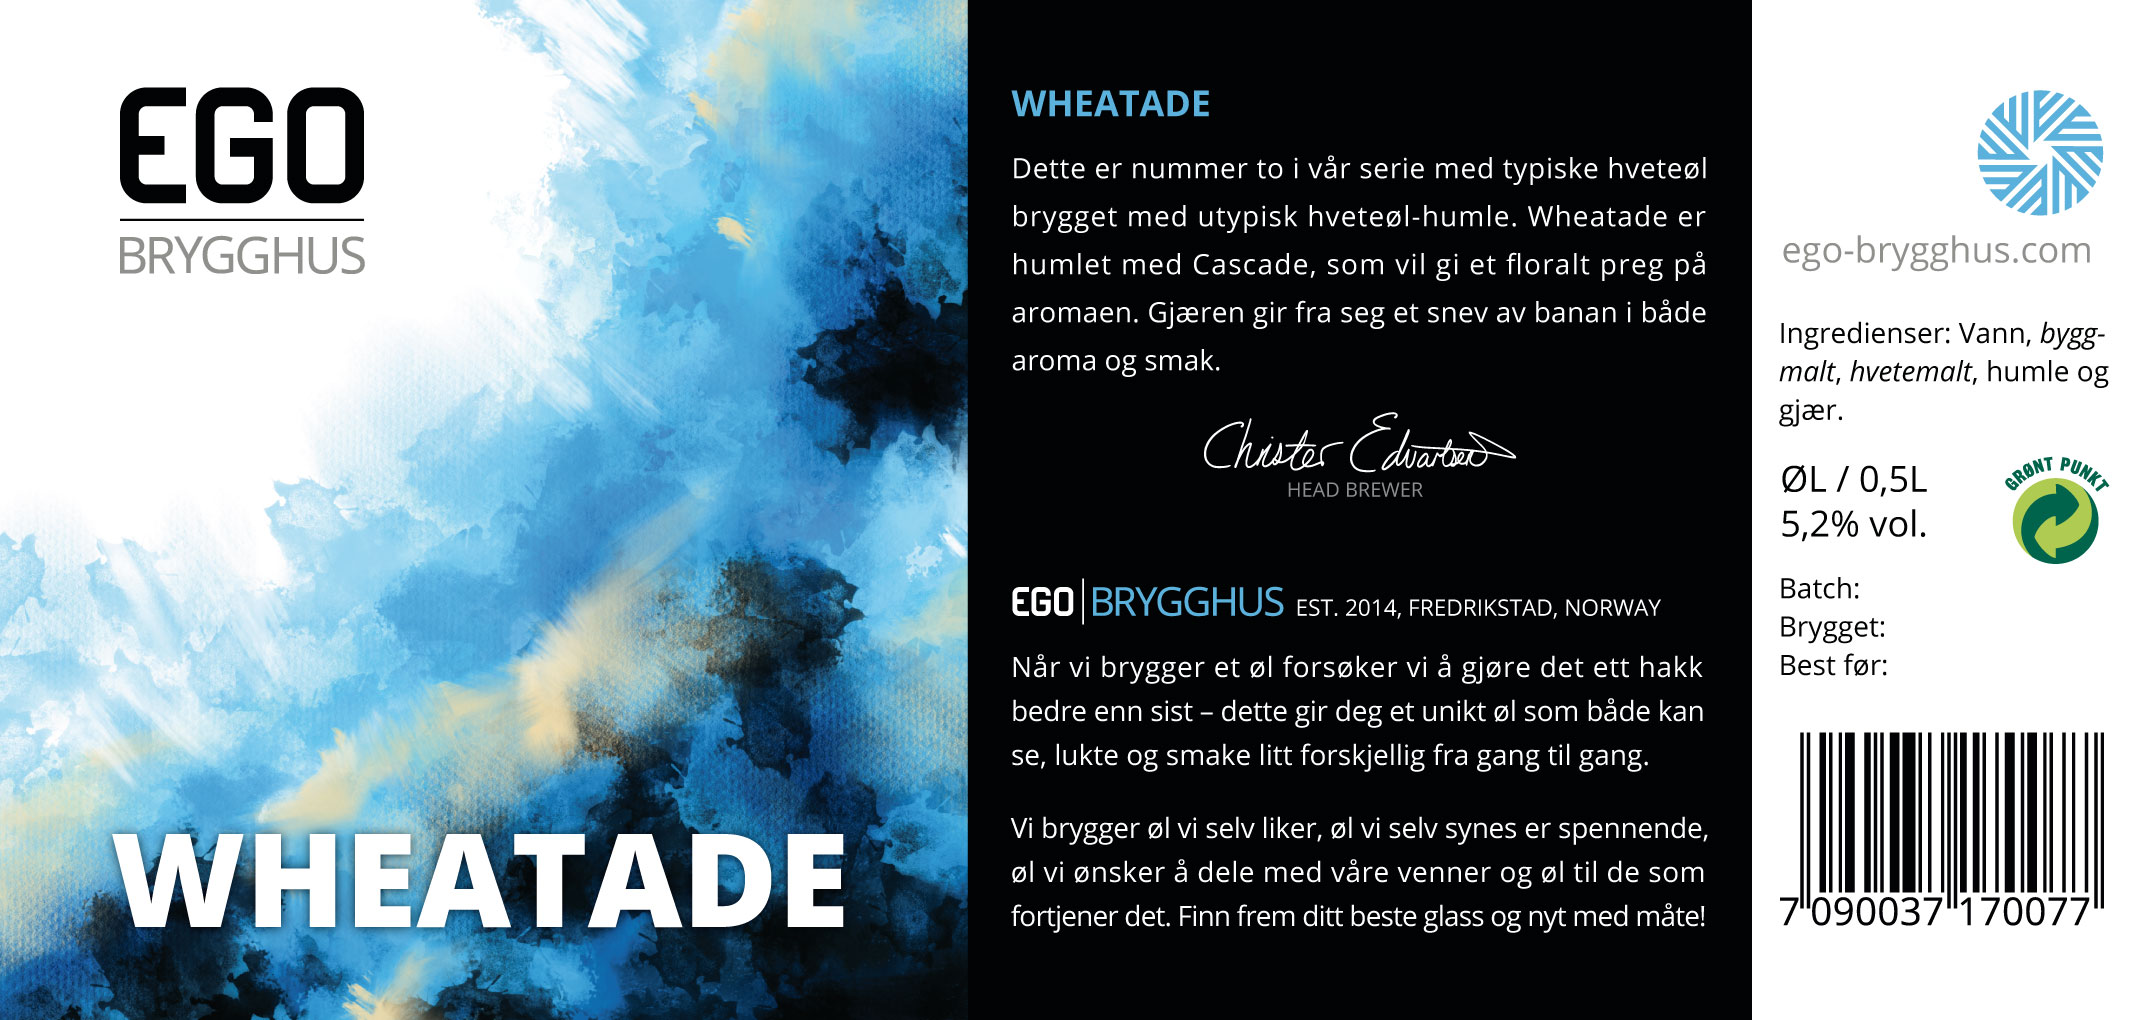 EGO
BRYGGHUS
WHEATADE
WHEATADE
Dette er nummer to i vår serie med typiske hveteøl
brygget med utypisk hveteøl-humle. Wheatade er
humlet med Cascade, som vil gi et floralt preg på
aromaen. Gjæren gir fra seg et snev av banan i både
aroma og smak.
Christer Edvartsen
HEAD BREWER
EGO BRYGGHUS EST. 2014, FREDRIKSTAD, NORWAY
Når vi brygger et øl forsøker vi å gjøre det ett hakk
bedre enn sist – dette gir deg et unikt øl som både kan
se, lukte og smake litt forskjellig fra gang til gang.
Vi brygger øl vi selv liker, øl vi selv synes er spennende,
øl vi ønsker å dele med våre venner og øl til de som
fortjener det. Finn frem ditt beste glass og nyt med måte!
ego-brygghus.com
Ingredienser: Vann, bygg-
malt, hvetemalt, humle og
gjær.
ØL / 0,5L
5,2% vol.
GRØNT PUNKT
Batch:
Brygget:
Best før:
7 090037 170077